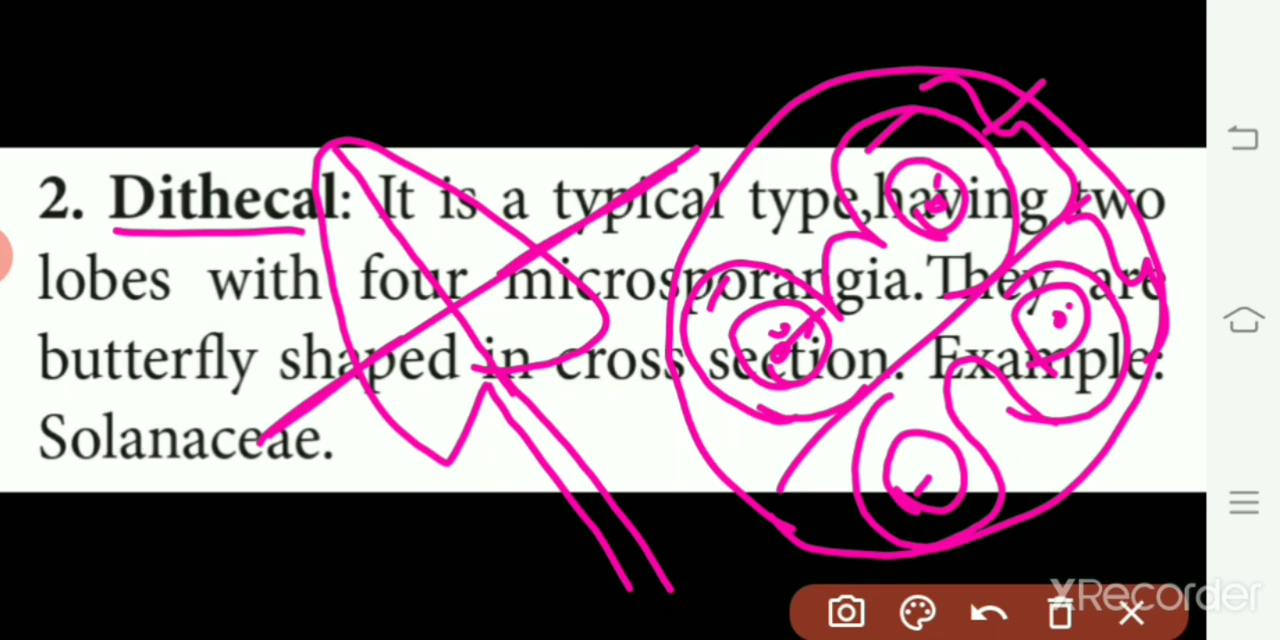 2. Dithecal: It is a typical type,having two
lobes with four microsporangia.They are
butterfly shaped in cross section. Example:
Solanaceae.
XRecorder